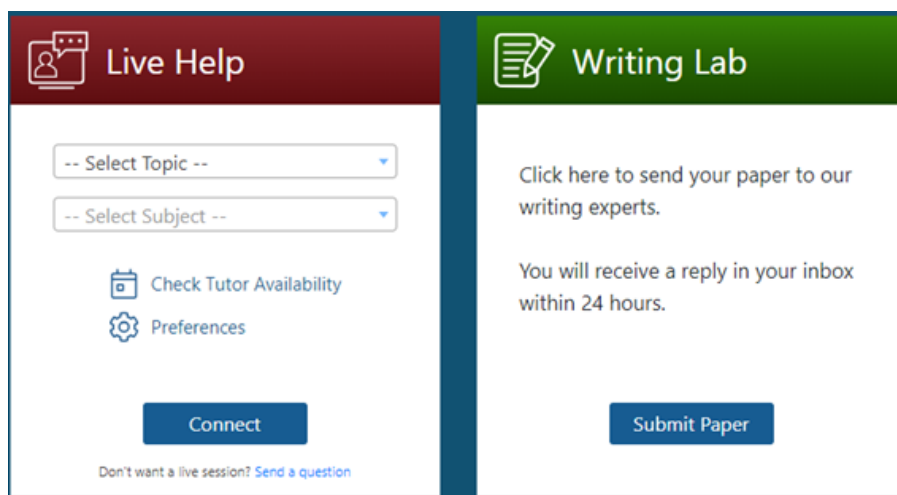 Live Help
-- Select Topic --
-- Select Subject --
Check Tutor Availability
Preferences
Connect
Don't want a live session? Send a question
Writing Lab
Click here to send your paper to our
writing experts.
You will receive a reply in your inbox
within 24 hours.
Submit Paper